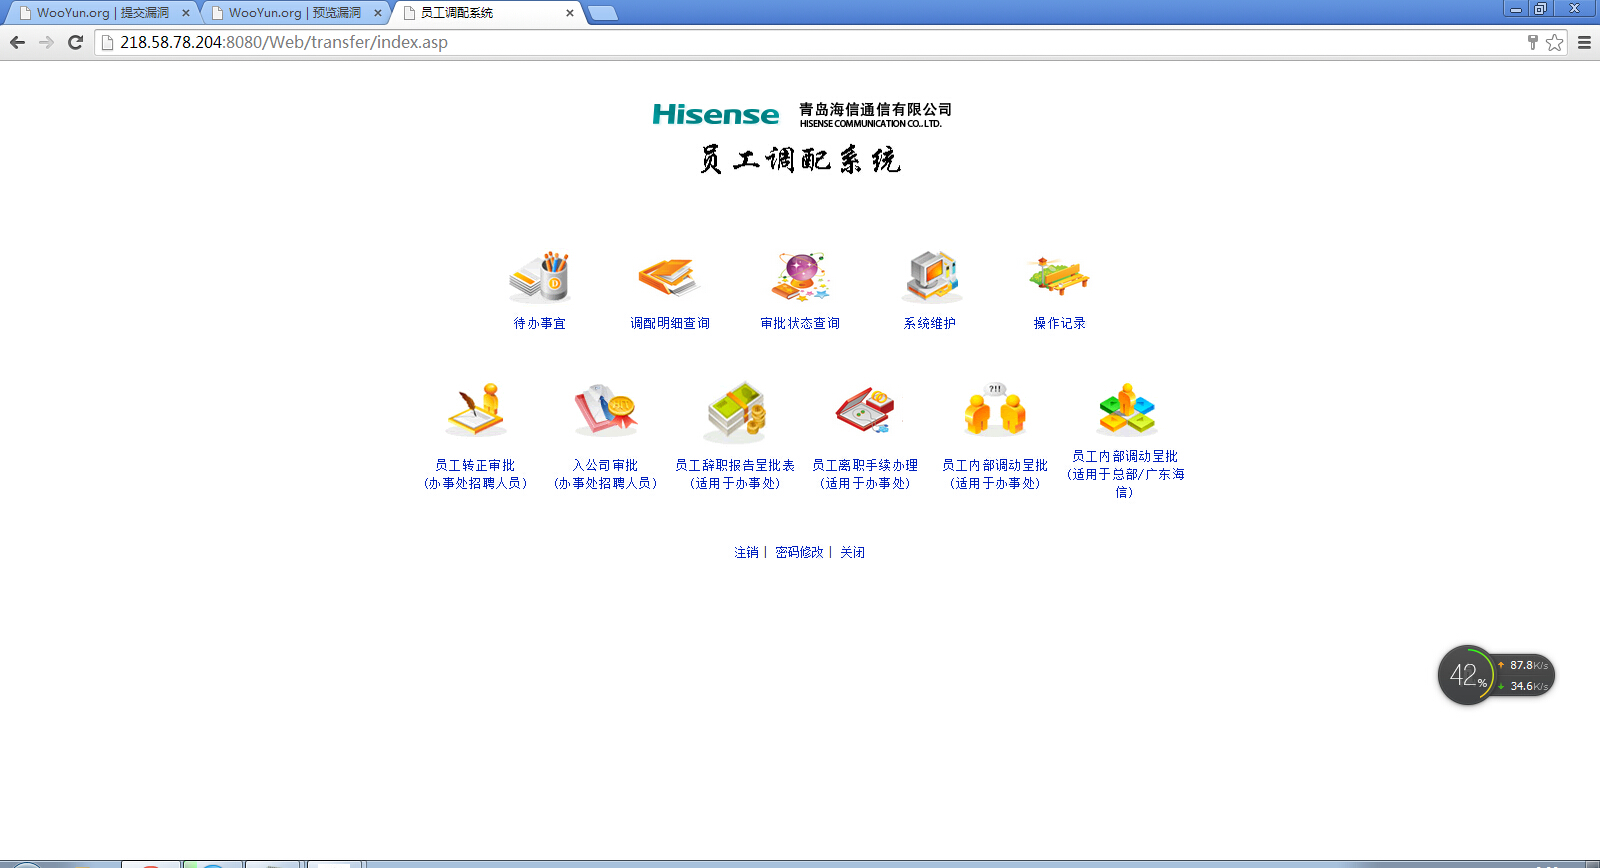 WooYun.org | 提交漏洞
WooYun.org | 预览漏洞
员工调配系统
218.58.78.204:8080/Web/transfer/index.asp
Hisense 青岛海信通信有限公司
HISENSE COMMUNICATION CO.,LTD.
员工调配系统
待办事宜 调配明细查询 审批状态查询 系统维护 操作记录
?!!
员工转正审批
(办事处招聘人员)
入公司审批
(办事处招聘人员)
员工辞职报告呈批表
(适用于办事处)
员工离职手续办理
(适用于办事处)
员工内部调动呈批
(适用于办事处)
员工内部调动呈批
(适用于总部/广东海
信)
注销 | 密码修改 | 关闭
42%
87.8K/s
34.6K/s